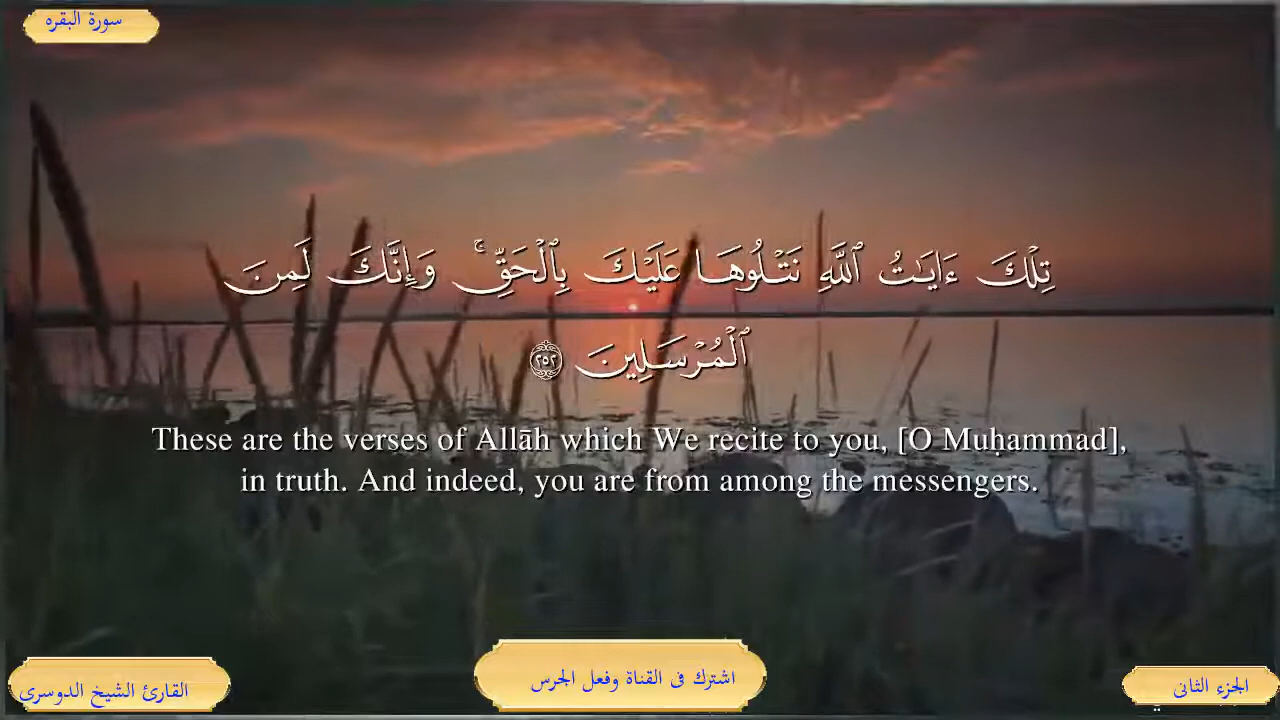 سورة البقره
تِلْكَ ءَايَـٰتُ ٱللَّهِ نَتْلُوهَا عَلَيْكَ بِٱلْحَقِّ ۚ وَإِنَّكَ لَمِنَ
ٱلْمُرْسَلِينَ ٢٥٢
These are the verses of Allāh which We recite to you, [O Muḥammad],
in truth. And indeed, you are from among the messengers.
اشترك فى القناة وفعل الجرس
الجزء الثانى
القارئ الشيخ الدوسرى